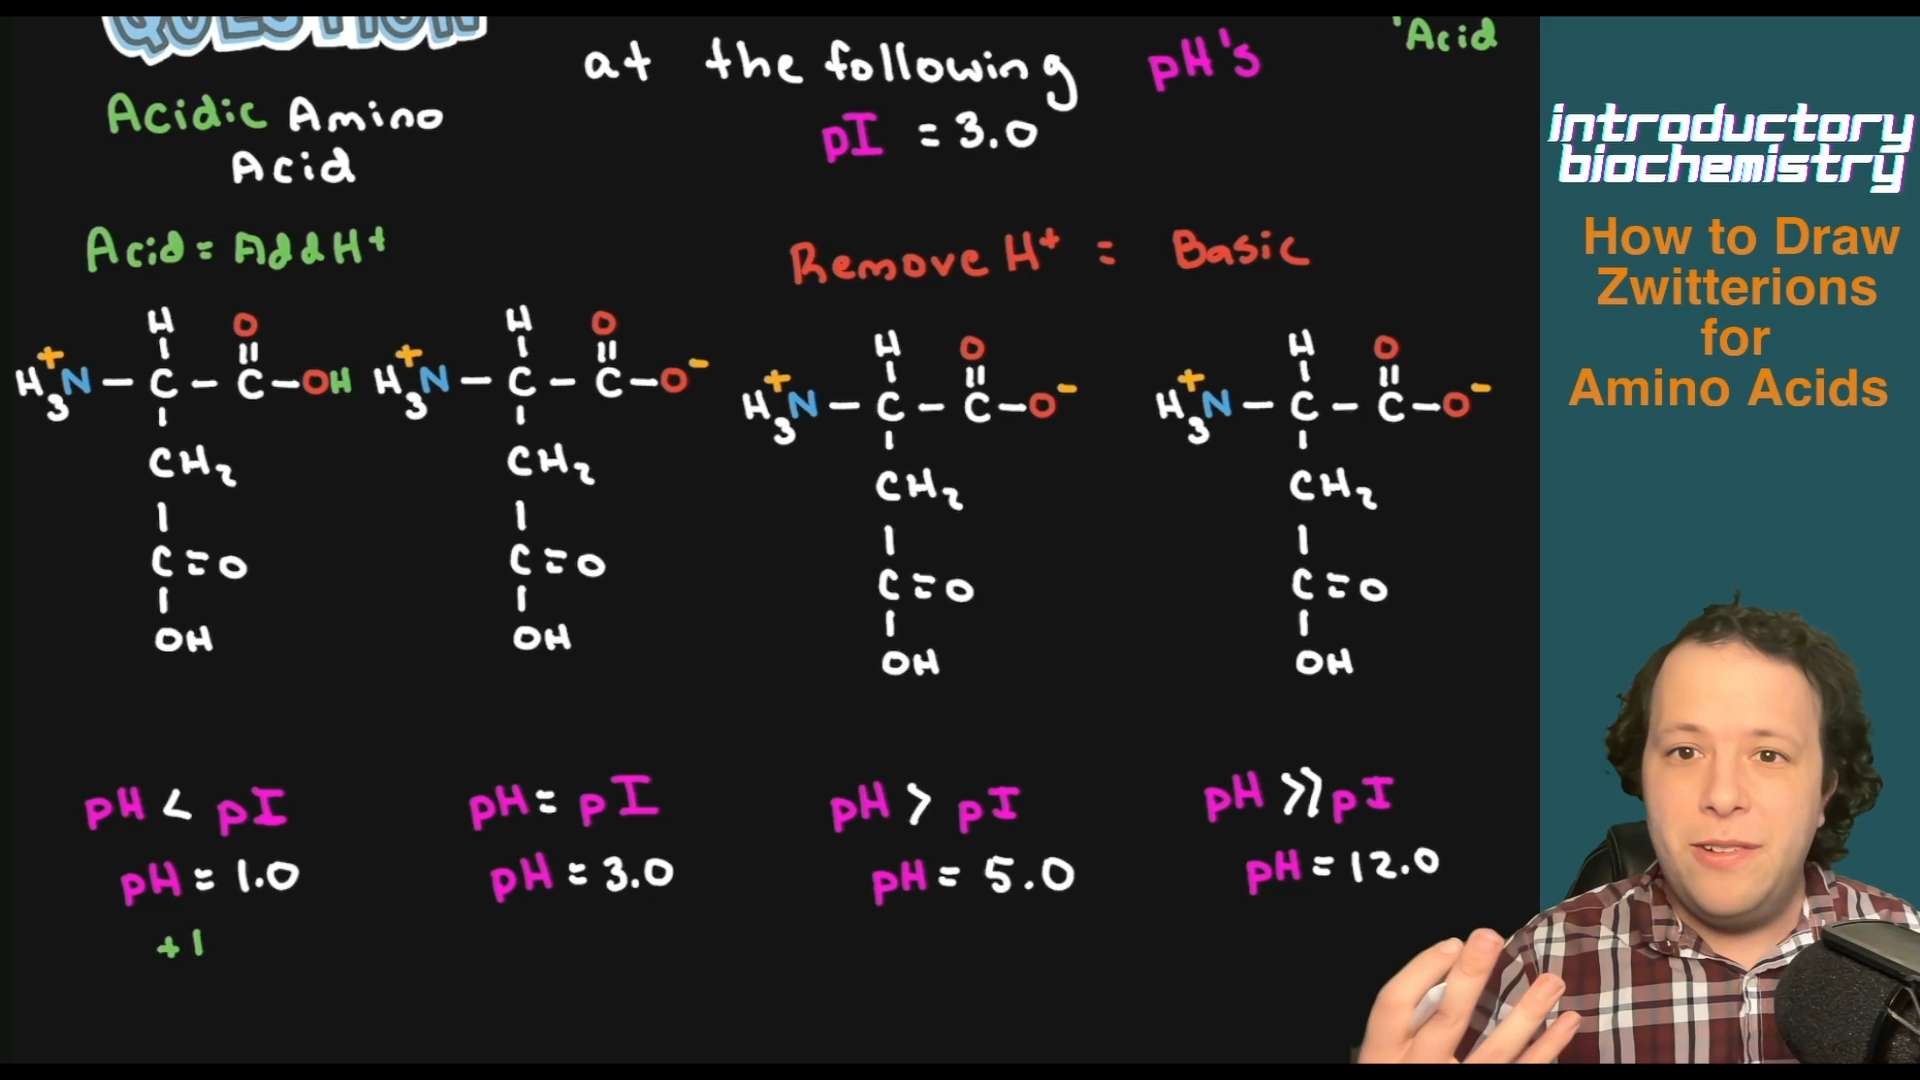 QUESTION
at the following pH's
'Acid
Acidic Amino
Acid
pI = 3.0
introductory
biochemistry
How to Draw
Zwitterions
for
Amino Acids
Acid = Add H+
Remove H+ = Basic
H O
H3N+ – C – C – OH
CH2
C=O
OH
H O
H3N+ – C – C – O-
CH2
C=O
OH
H O
H3N+ – C – C – O-
CH2
C=O
OH
H O
H3N+ – C – C – O-
CH2
C=O
OH
pH < pI
pH = 1.0
+1
pH = pI
pH = 3.0
pH > pI
pH = 5.0
pH >> pI
pH = 12.0